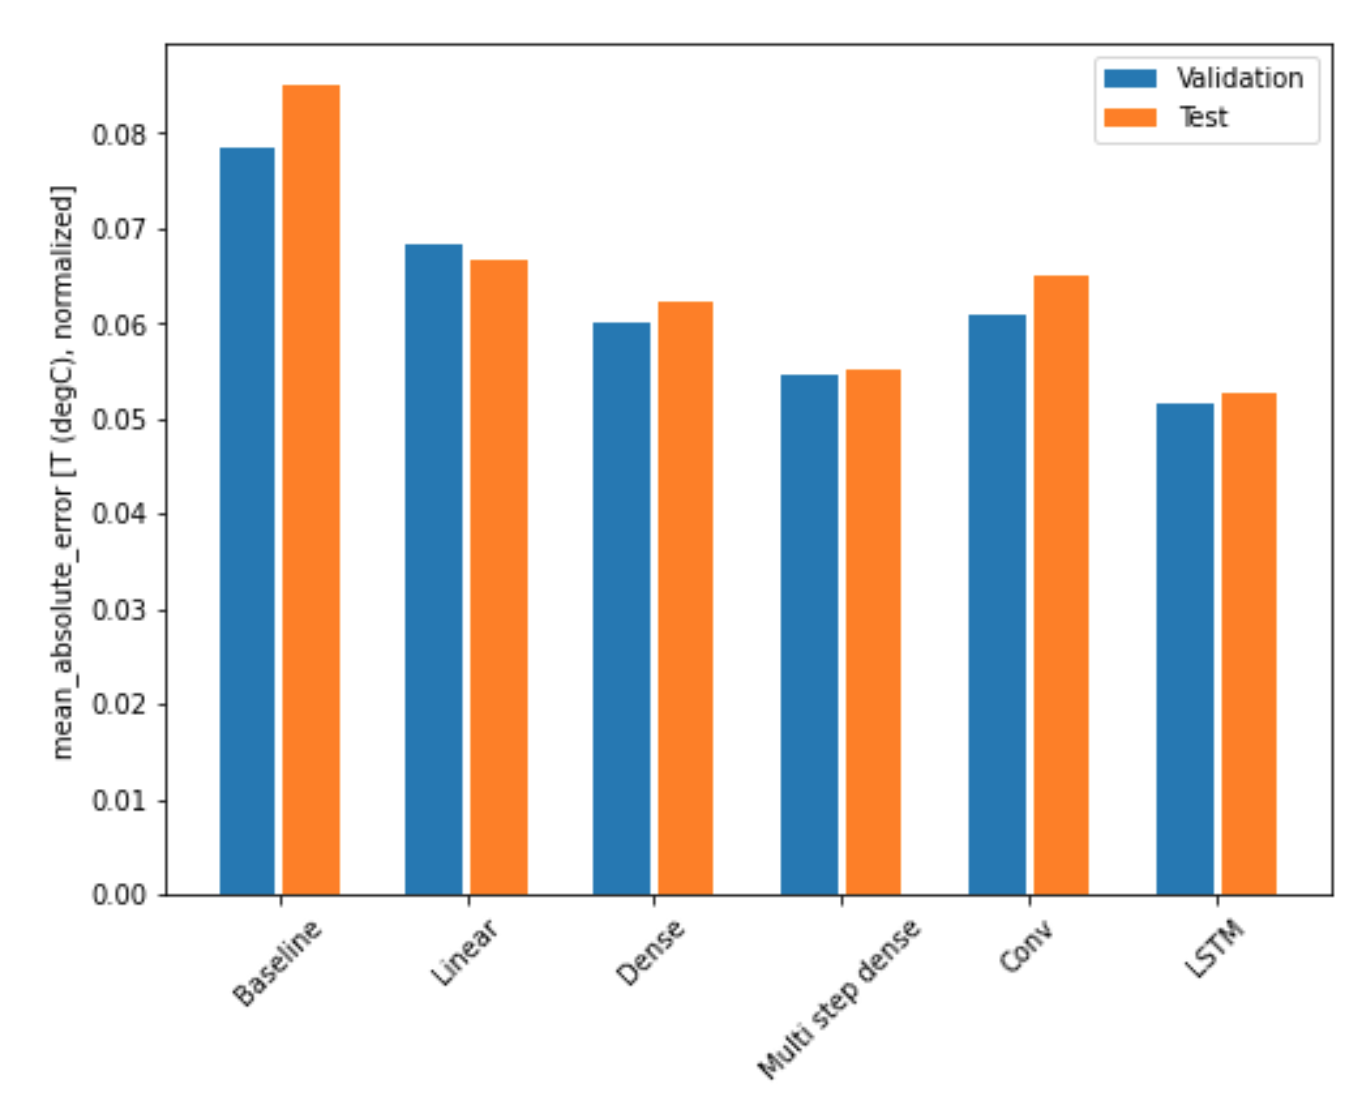 Validation
Test
mean_absolute_error [T (degC), normalized]
0.08
0.07
0.06
0.05
0.04
0.03
0.02
0.01
0.00
Baseline
Linear
Dense
Multi step dense
Conv
LSTM